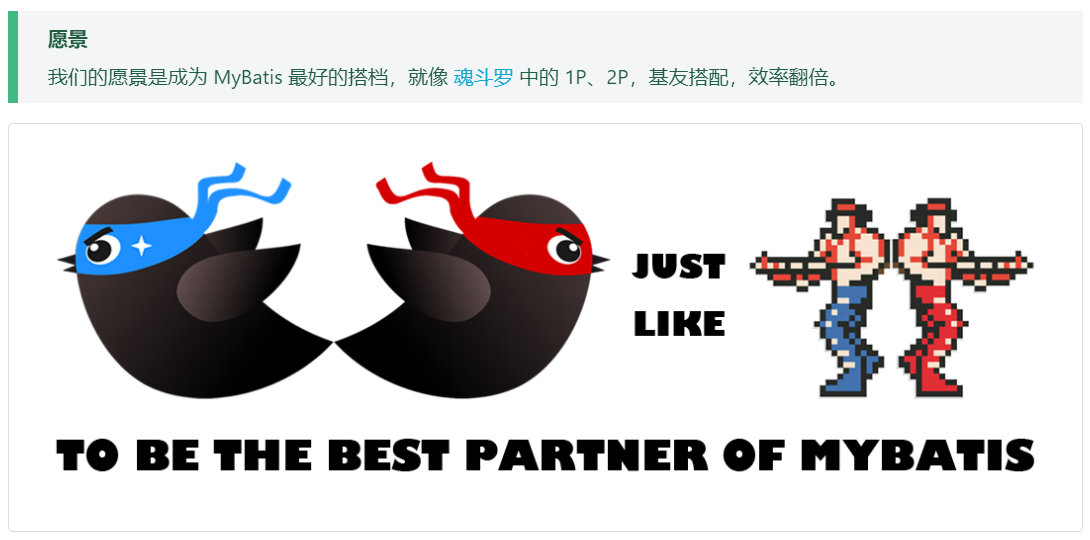 愿景
我们的愿景是成为 MyBatis 最好的搭档，就像 魂斗罗 中的 1P、2P，基友搭配，效率翻倍。
JUST
LIKE
TO BE THE BEST PARTNER OF MYBATIS